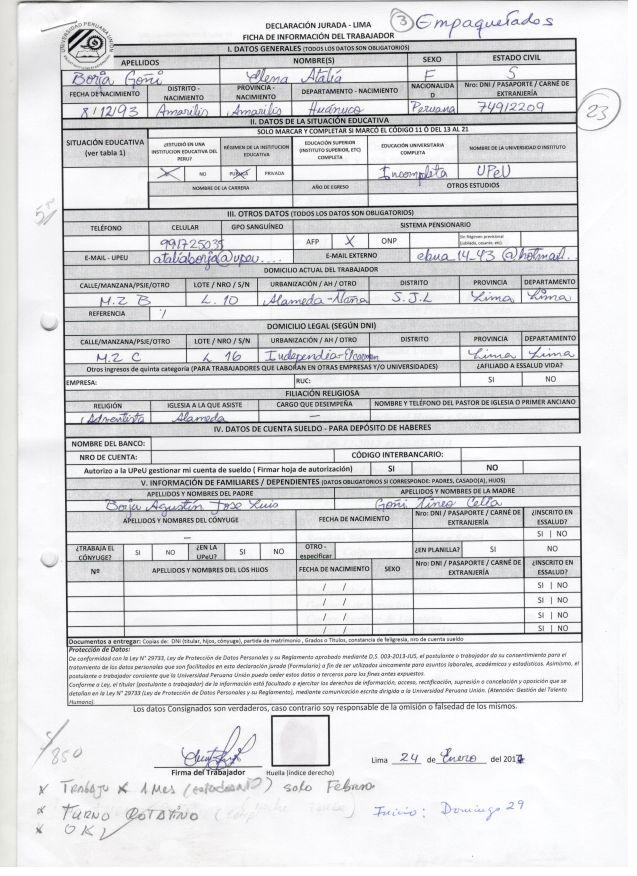 UNIVERSIDAD PERUANA UNIÓN
DECLARACIÓN JURADA - LIMA
FICHA DE INFORMACIÓN DEL TRABAJADOR
3 Empaquetados
I. DATOS GENERALES (TODOS LOS DATOS SON OBLIGATORIOS)
APELLIDOS NOMBRE(S) SEXO ESTADO CIVIL
Borja Goñi Elena Atalía F S
FECHA DE NACIMIENTO DISTRITO - NACIMIENTO PROVINCIA - NACIMIENTO DEPARTAMENTO - NACIMIENTO NACIONALIDAD Nro: DNI / PASAPORTE / CARNÉ DE EXTRANJERÍA
8/12/93 Amarilis Amarilis Huánuco Peruana 74912209
23
II. DATOS DE LA SITUACIÓN EDUCATIVA
SOLO MARCAR Y COMPLETAR SI MARCÓ EL CÓDIGO 11 Ó DEL 13 AL 21
SITUACIÓN EDUCATIVA (ver tabla 1) ¿ESTUDIÓ EN UNA INSTITUCION EDUCATIVA DEL PERU? RÉGIMEN DE LA INSTITUCION EDUCATIVA EDUCACIÓN SUPERIOR (INSTITUTO SUPERIOR, ETC) COMPLETA EDUCACIÓN UNIVERSITARIA COMPLETA NOMBRE DE LA UNIVERSIDAD O INSTITUTO
NO PUBLICA PRIVADA Incompleta UPeU
NOMBRE DE LA CARRERA AÑO DE EGRESO OTROS ESTUDIOS
III. OTROS DATOS (TODOS LOS DATOS SON OBLIGATORIOS)
TELÉFONO CELULAR GPO SANGUÍNEO SISTEMA PENSIONARIO
991725035 AFP X ONP Sin Régimen previsional (jubilado, cesante, etc)
E-MAIL - UPEU ataliaborja@upeu.... E-MAIL EXTERNO @hotmail..
DOMICILIO ACTUAL DEL TRABAJADOR
CALLE/MANZANA/PSJE/OTRO LOTE / NRO / S/N URBANIZACIÓN / AH / OTRO DISTRITO PROVINCIA DEPARTAMENTO
M.Z B L. 10 Alameda-Ñaña S.J.L Lima Lima
REFERENCIA
DOMICILIO LEGAL (SEGÚN DNI)
CALLE/MANZANA/PSJE/OTRO LOTE / NRO / S/N URBANIZACIÓN / AH / OTRO DISTRITO PROVINCIA DEPARTAMENTO
M.Z C L 16 Lima Lima
Otros ingresos de quinta categoría (PARA TRABAJADORES QUE LABORAN EN OTRAS EMPRESAS Y/O UNIVERSIDADES) ¿AFILIADO A ESSALUD VIDA?
EMPRESA: RUC: SI NO
FILIACIÓN RELIGIOSA
RELIGIÓN IGLESIA A LA QUE ASISTE CARGO QUE DESEMPEÑA NOMBRE Y TELÉFONO DEL PASTOR DE IGLESIA O PRIMER ANCIANO
Adventista Alameda —
IV. DATOS DE CUENTA SUELDO - PARA DEPÓSITO DE HABERES
NOMBRE DEL BANCO:
NRO DE CUENTA: CÓDIGO INTERBANCARIO:
Autorizo a la UPeU gestionar mi cuenta de sueldo ( Firmar hoja de autorización) SI NO
V. INFORMACIÓN DE FAMILIARES / DEPENDIENTES (DATOS OBLIGATORIOS SI CORRESPONDE: PADRES, CASADO(A), HIJOS)
APELLIDOS Y NOMBRES DEL PADRE APELLIDOS Y NOMBRES DE LA MADRE
Borja Agustin Jose Luis Goñi Tineo Celta
APELLIDOS Y NOMBRES DEL CÓNYUGE FECHA DE NACIMIENTO Nro: DNI / PASAPORTE / CARNÉ DE EXTRANJERÍA ¿INSCRITO EN ESSALUD?
— SI | NO
¿TRABAJA EL CÓNYUGE? SI NO ¿EN LA UPeU? SI NO OTRO - especificar ¿EN PLANILLA? SI NO
Nº APELLIDOS Y NOMBRES DEL LOS HIJOS FECHA DE NACIMIENTO SEXO Nro: DNI / PASAPORTE / CARNÉ DE EXTRANJERÍA ¿INSCRITO EN ESSALUD?
/ / SI | NO
/ / SI | NO
/ / SI | NO
/ / SI | NO
Documentos a entregar: Copias de: DNI (titular, hijos, cónyuge), partida de matrimonio , Grados o Títulos, constancia de feligresia, nro de cuenta sueldo
Protección de Datos:
De conformidad con la Ley N° 29733, Ley de Protección de Datos Personales y su Reglamento aprobado mediante D.S. 003-2013-JUS, el postulante o trabajador da su consentimiento para el
tratamiento de los datos personales que son facilitados en esta declaración jurada (Formulario) a fin de ser utilizados únicamente para asuntos laborales, académicos y estadísticos. Asimismo, el
postulante o trabajador consiente que la Universidad Peruana Unión pueda ceder estos datos a terceros para los fines antes expuestos.
Conforme a Ley, el titular (postulante o trabajador) de la información está facultado a ejercitar los derechos de información, acceso, rectificación, supresión o cancelación y oposición que se
detallan en la Ley N° 29733 (Ley de Protección de Datos Personales y su Reglamento), mediante comunicación escrita dirigida a la Universidad Peruana Unión. (Atención: Gestión del Talento
Humano).
Los datos Consignados son verdaderos, caso contrario soy responsable de la omisión o falsedad de los mismos.
850
Lima 24 de Enero del 2017
Firma del Trabajador Huella (índice derecho)
x Trabajo x 1 Mes (estudiante) solo Febrero
x TURNO ROTATIVO Inicio: Domingo 29
x OK